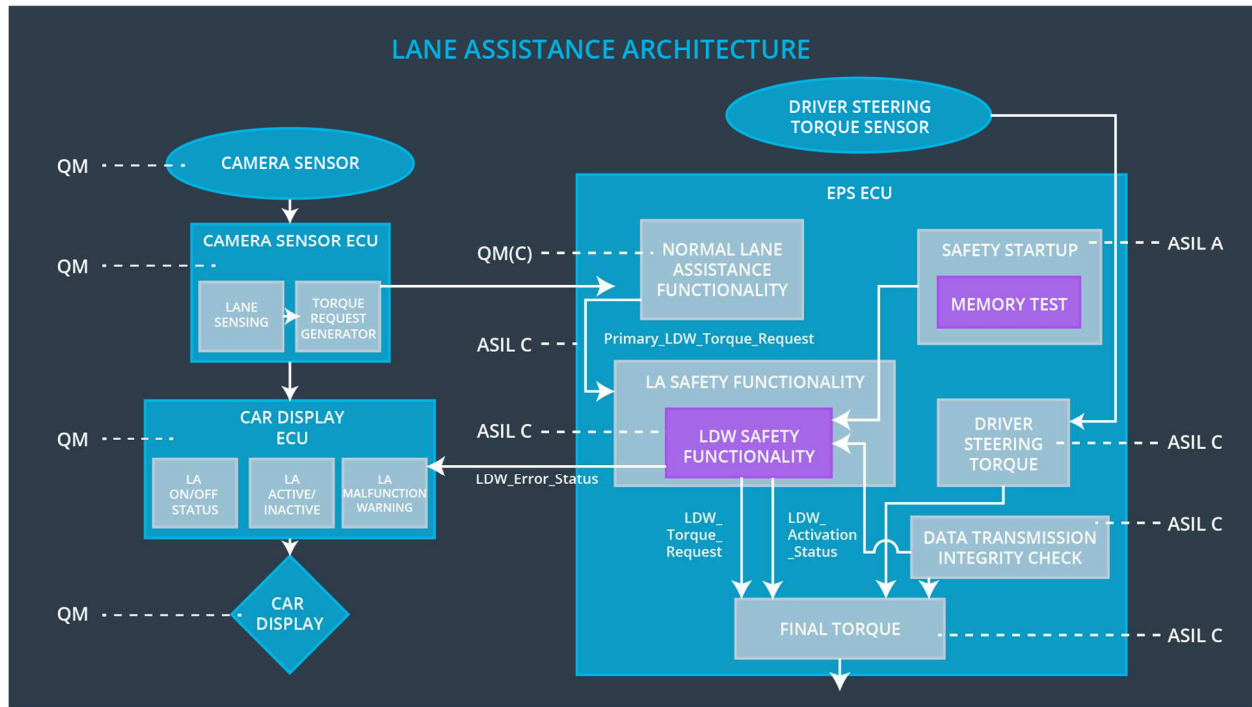 LANE ASSISTANCE ARCHITECTURE
DRIVER STEERING
TORQUE SENSOR
QM
CAMERA SENSOR
EPS ECU
CAMERA SENSOR ECU
QM
LANE
SENSING
TORQUE
REQUEST
GENERATOR
QM(C)
NORMAL LANE
ASSISTANCE
FUNCTIONALITY
SAFETY STARTUP
ASIL A
MEMORY TEST
ASIL C
Primary_LDW_Torque_Request
LA SAFETY FUNCTIONALITY
ASIL C
LDW SAFETY
FUNCTIONALITY
DRIVER
STEERING
TORQUE
ASIL C
CAR DISPLAY
ECU
QM
LA
ON/OFF
STATUS
LA
ACTIVE/
INACTIVE
LA
MALFUNCTION
WARNING
LDW_Error_Status
LDW_
Torque_
Request
LDW_
Activation
_Status
DATA TRANSMISSION
INTEGRITY CHECK
ASIL C
QM
CAR
DISPLAY
FINAL TORQUE
ASIL C